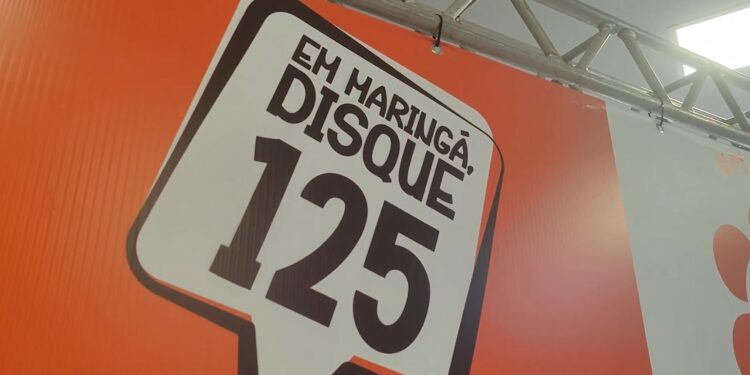 EM MARINGÁ,
DISQUE
125